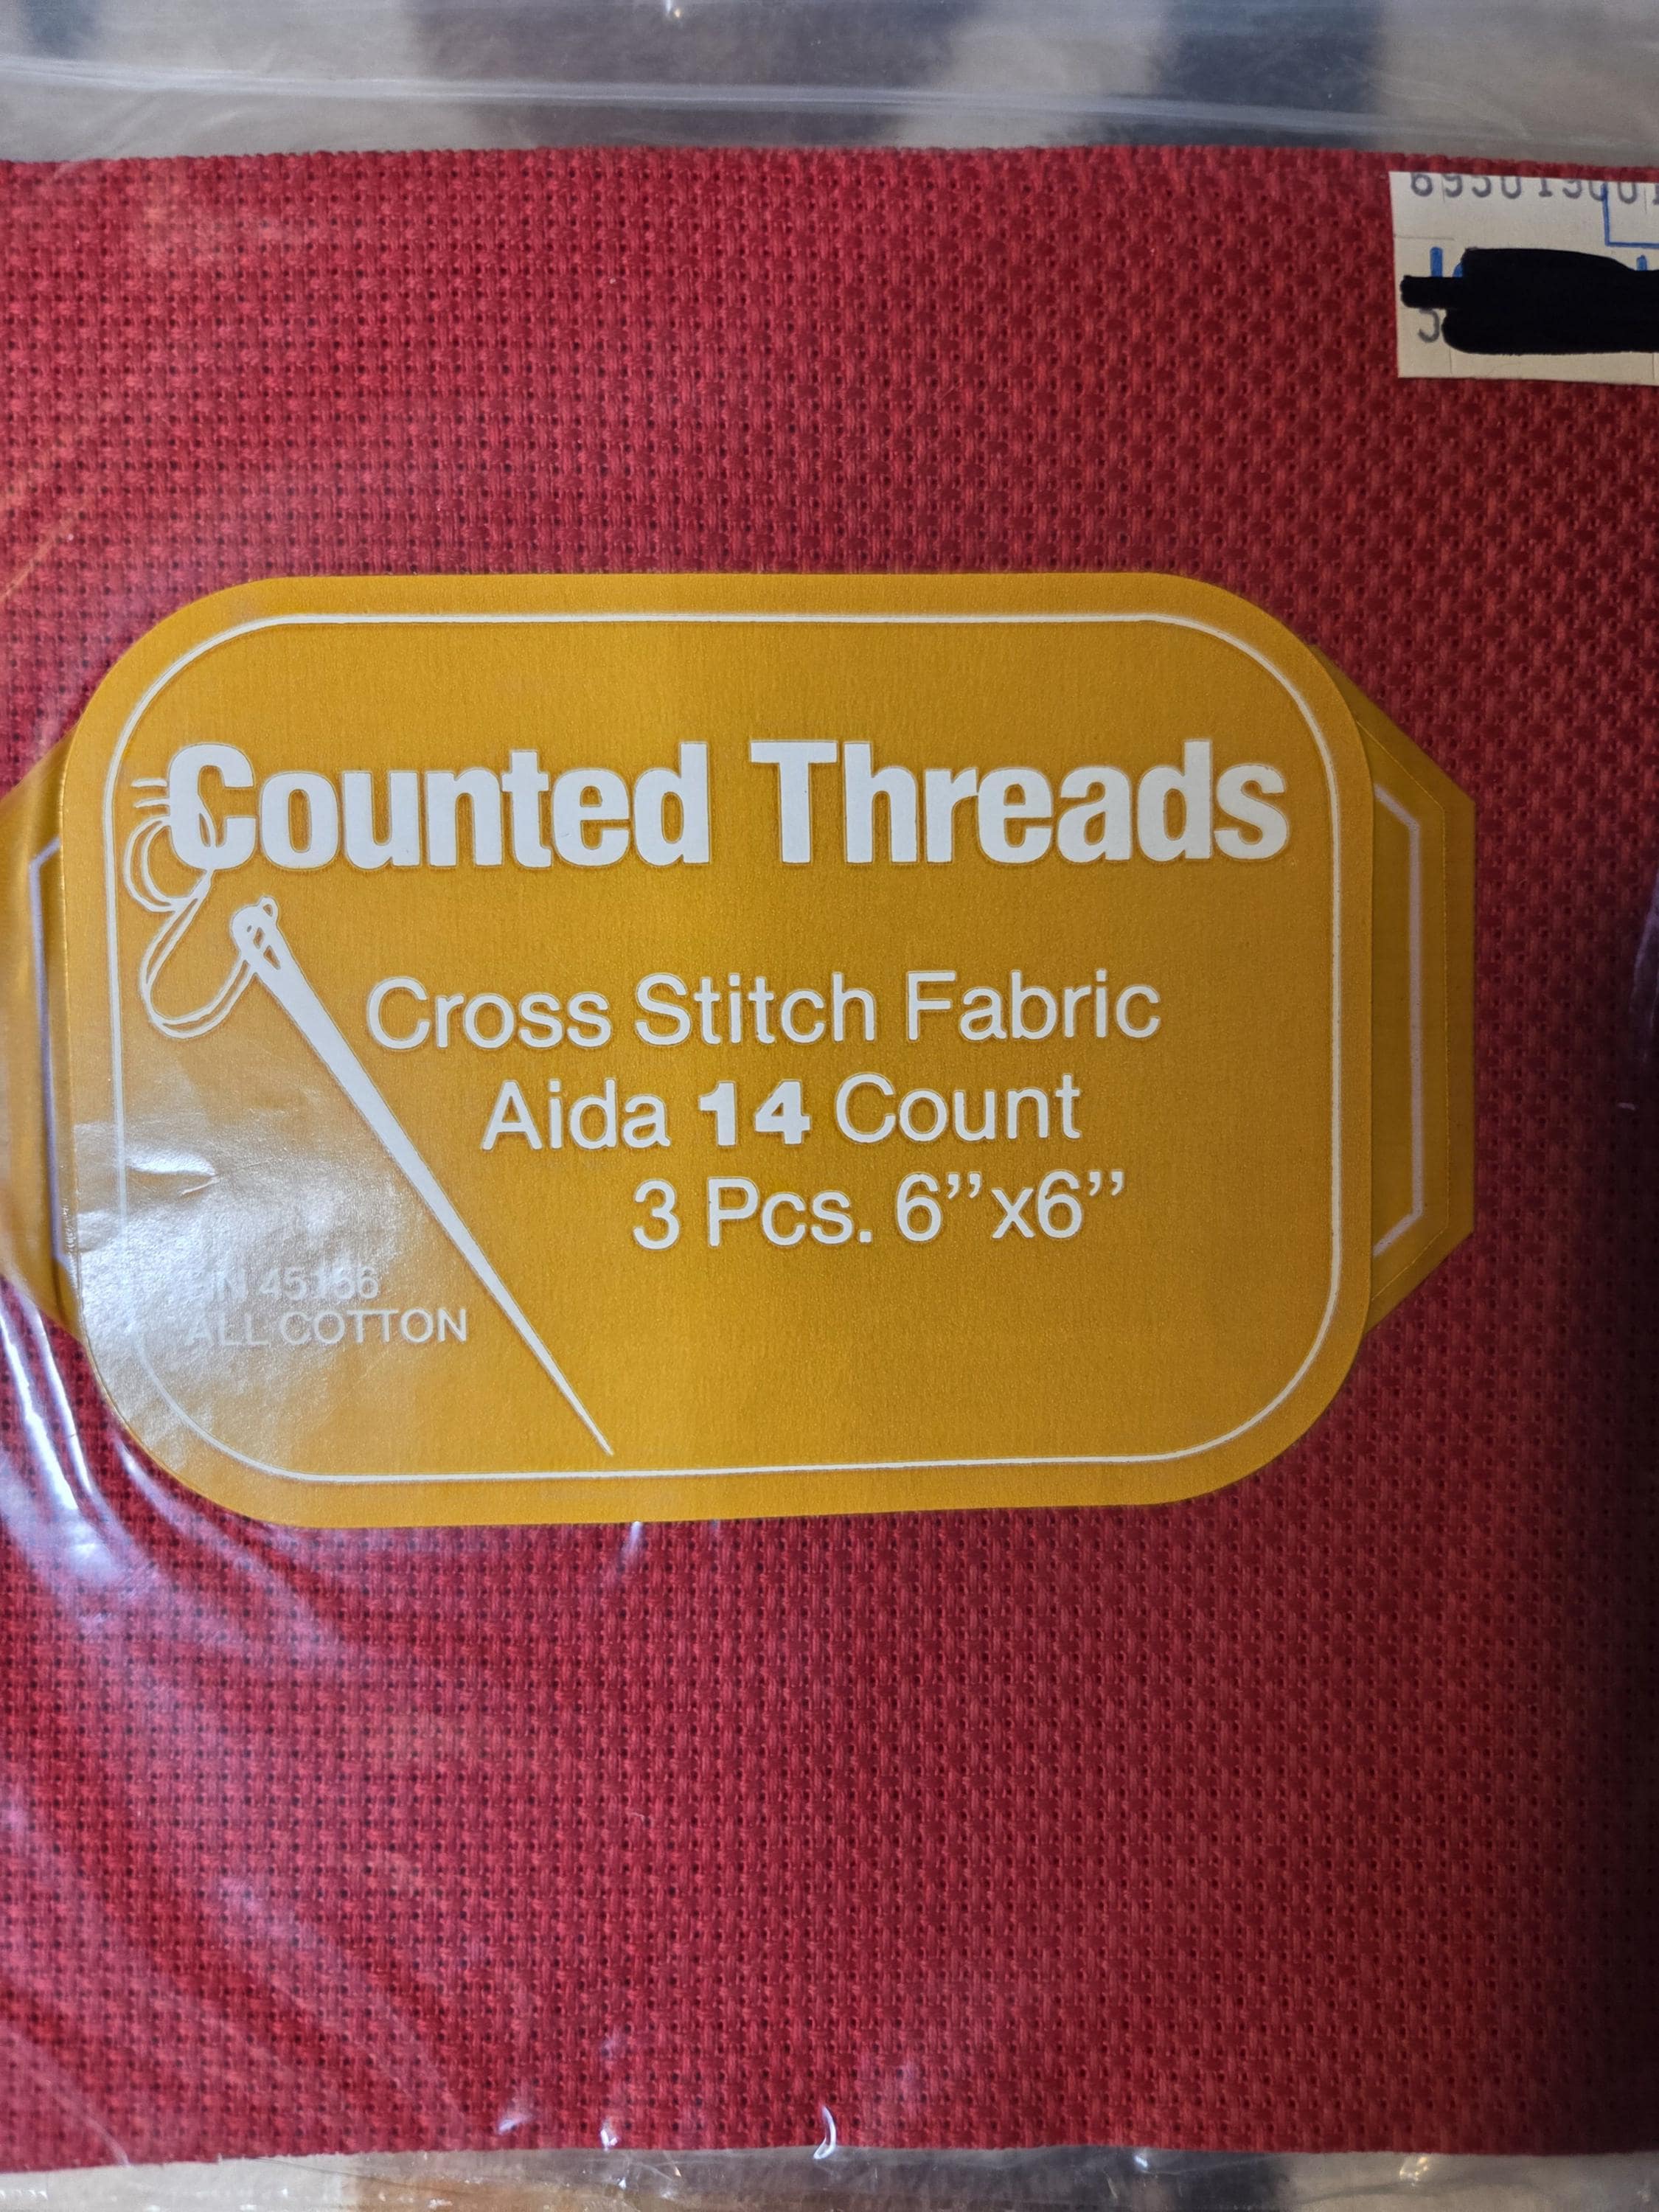 Counted Threads
Cross Stitch Fabric
Aida 14 Count
3 Pcs. 6”x6”
ALL COTTON